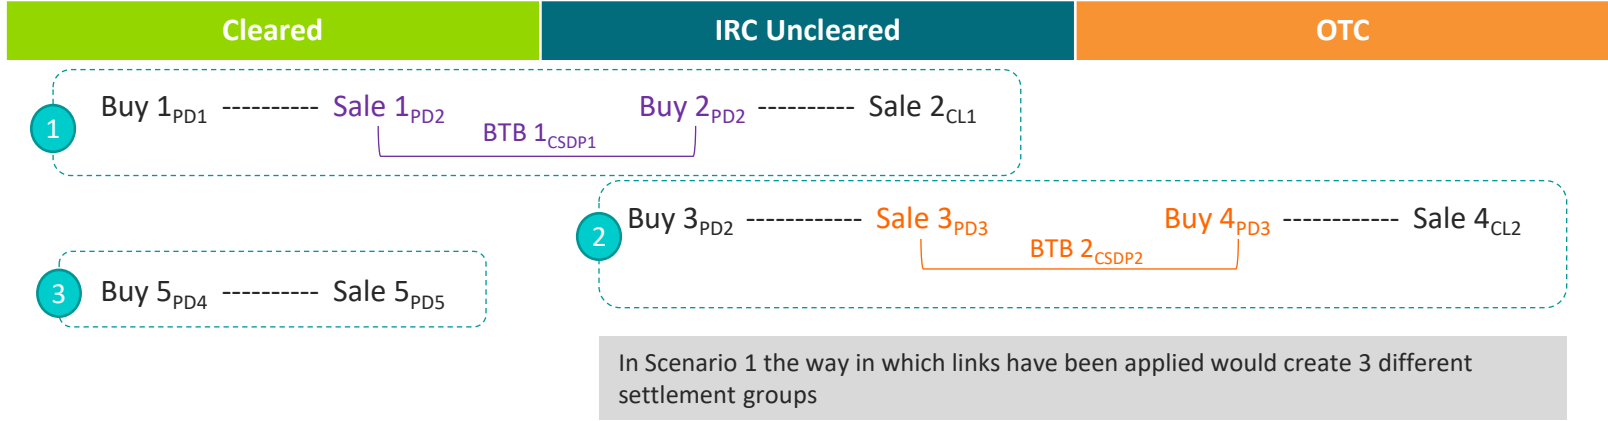 Cleared IRC Uncleared OTC
1 Buy 1PD1 ---------- Sale 1PD2 Buy 2PD2 ---------- Sale 2CL1
BTB 1CSDP1
2 Buy 3PD2 ------------ Sale 3PD3 Buy 4PD3 ------------ Sale 4CL2
BTB 2CSDP2
3 Buy 5PD4 ---------- Sale 5PD5
In Scenario 1 the way in which links have been applied would create 3 different
settlement groups